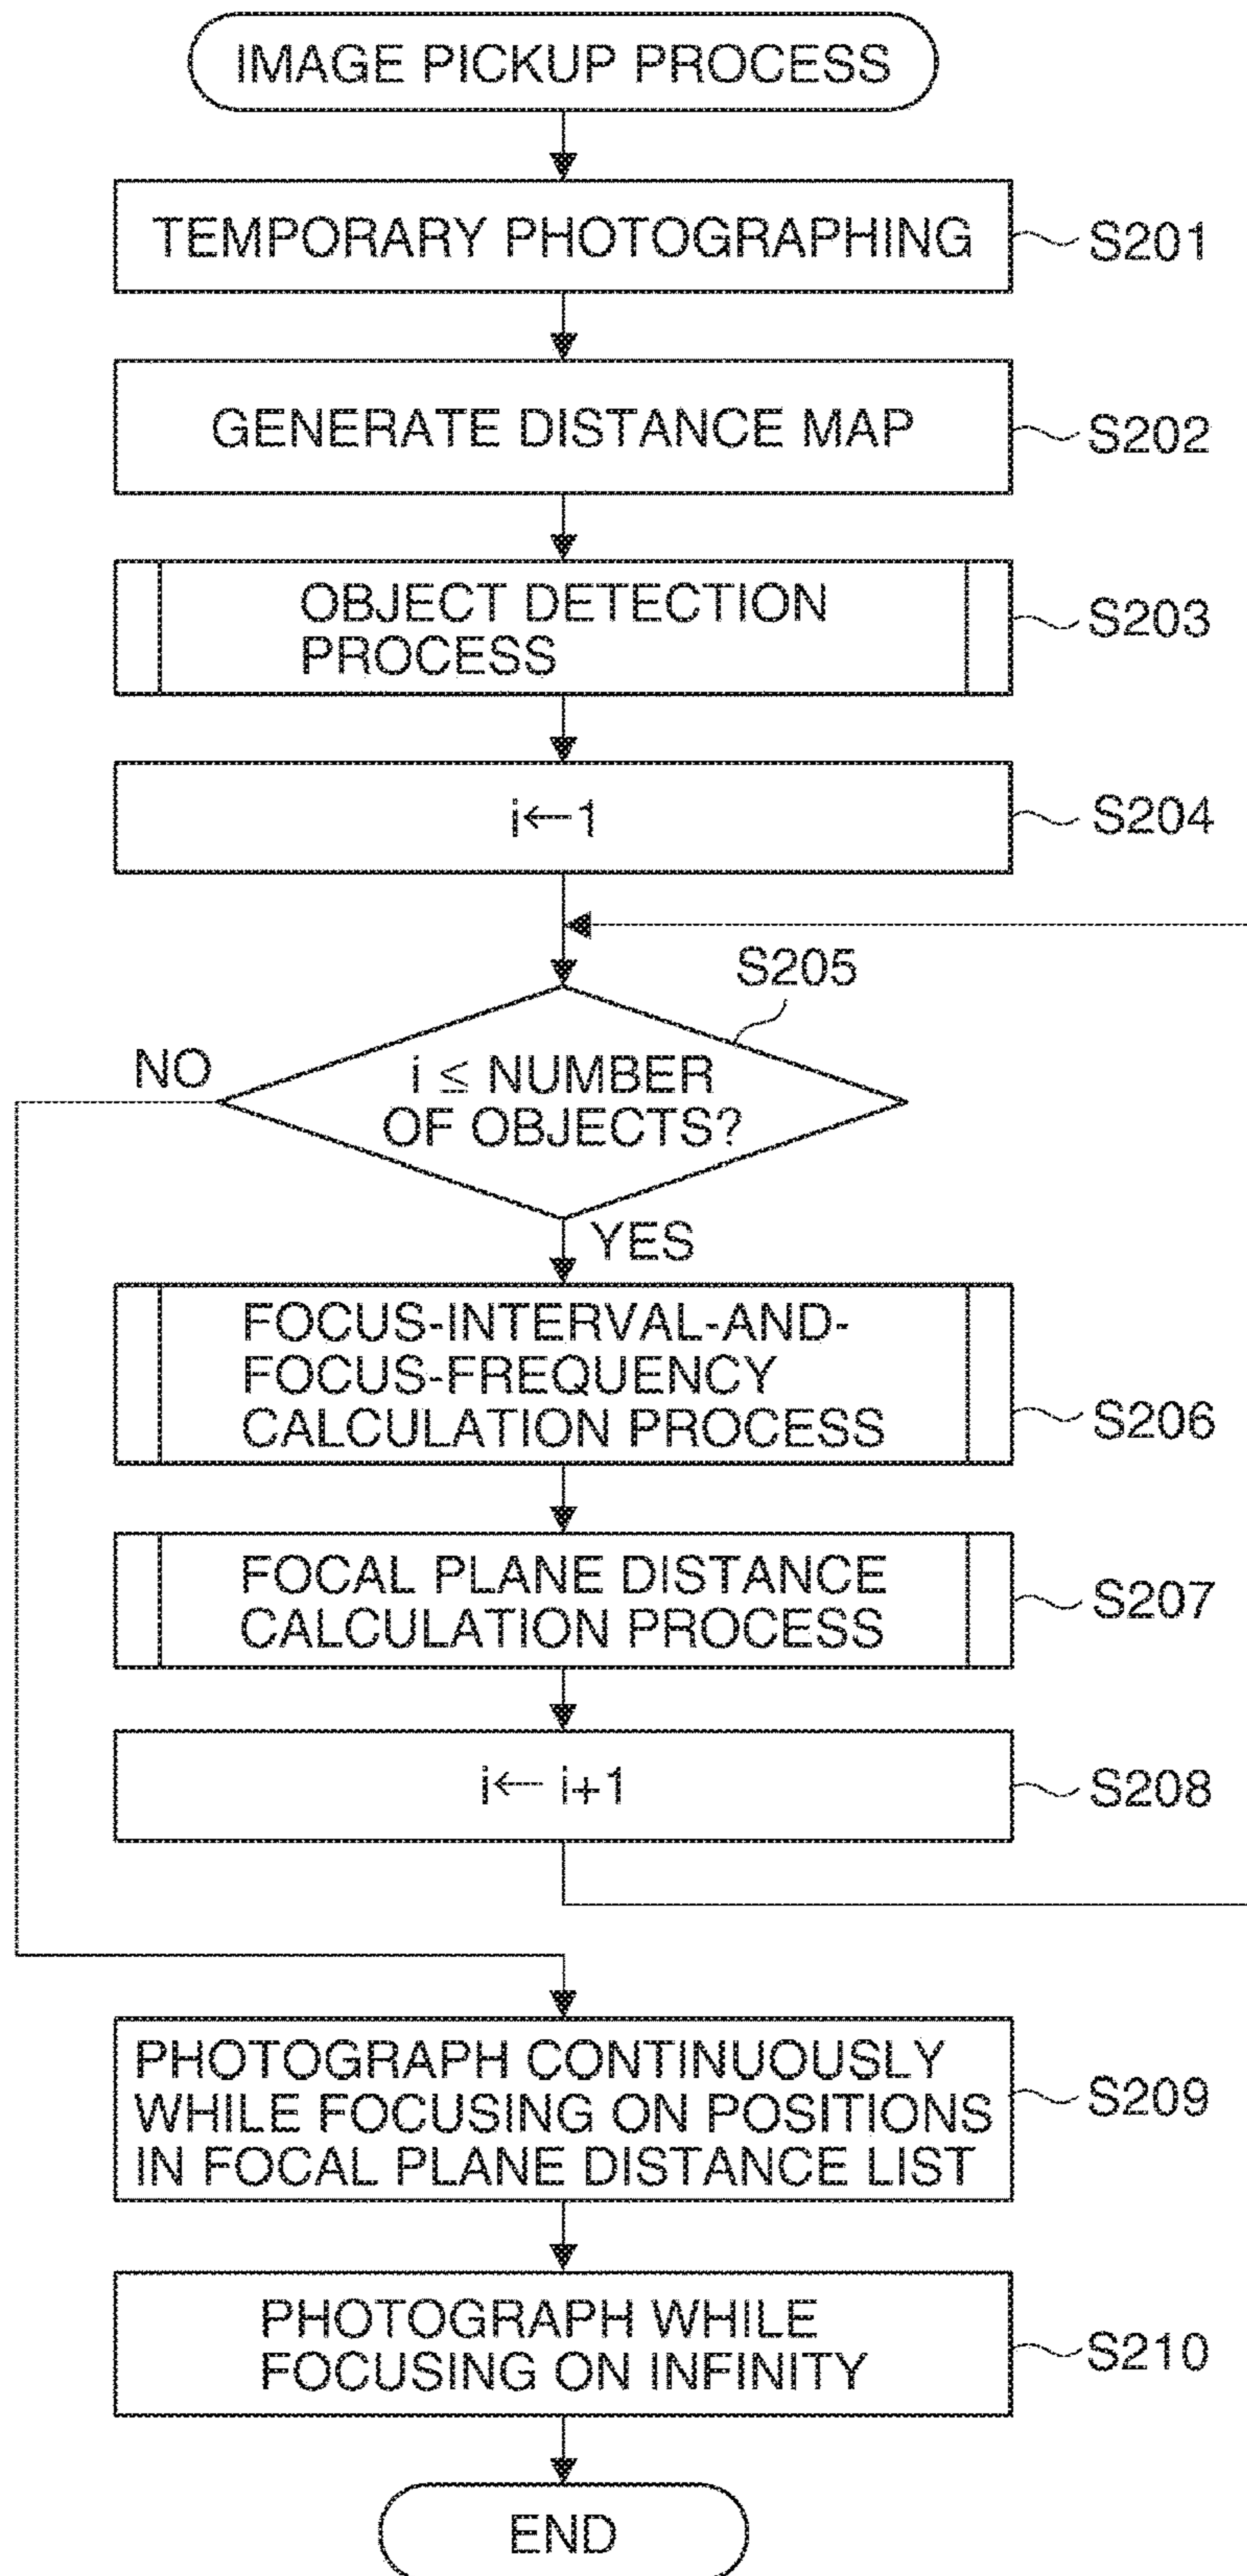 IMAGE PICKUP PROCESS
TEMPORARY PHOTOGRAPHING
S201
GENERATE DISTANCE MAP
S202
OBJECT DETECTION
PROCESS
S203
i←1
S204
S205
NO
i ≤ NUMBER
OF OBJECTS?
YES
FOCUS-INTERVAL-AND-
FOCUS-FREQUENCY
CALCULATION PROCESS
S206
FOCAL PLANE DISTANCE
CALCULATION PROCESS
S207
i← i+1
S208
PHOTOGRAPH CONTINUOUSLY
WHILE FOCUSING ON POSITIONS
IN FOCAL PLANE DISTANCE LIST
S209
PHOTOGRAPH WHILE
FOCUSING ON INFINITY
S210
END